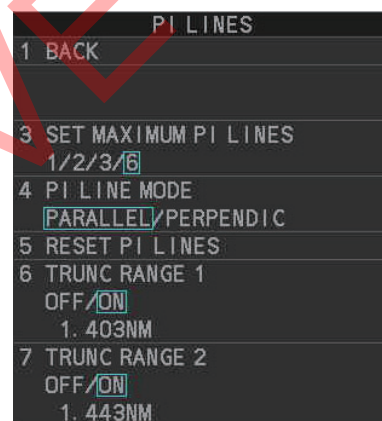 PI LINES
1 BACK
3 SET MAXIMUM PI LINES
1/2/3/6
4 PI LINE MODE
PARALLEL/PERPENDIC
5 RESET PI LINES
6 TRUNC RANGE 1
OFF/ON
1.403NM
7 TRUNC RANGE 2
OFF/ON
1.443NM